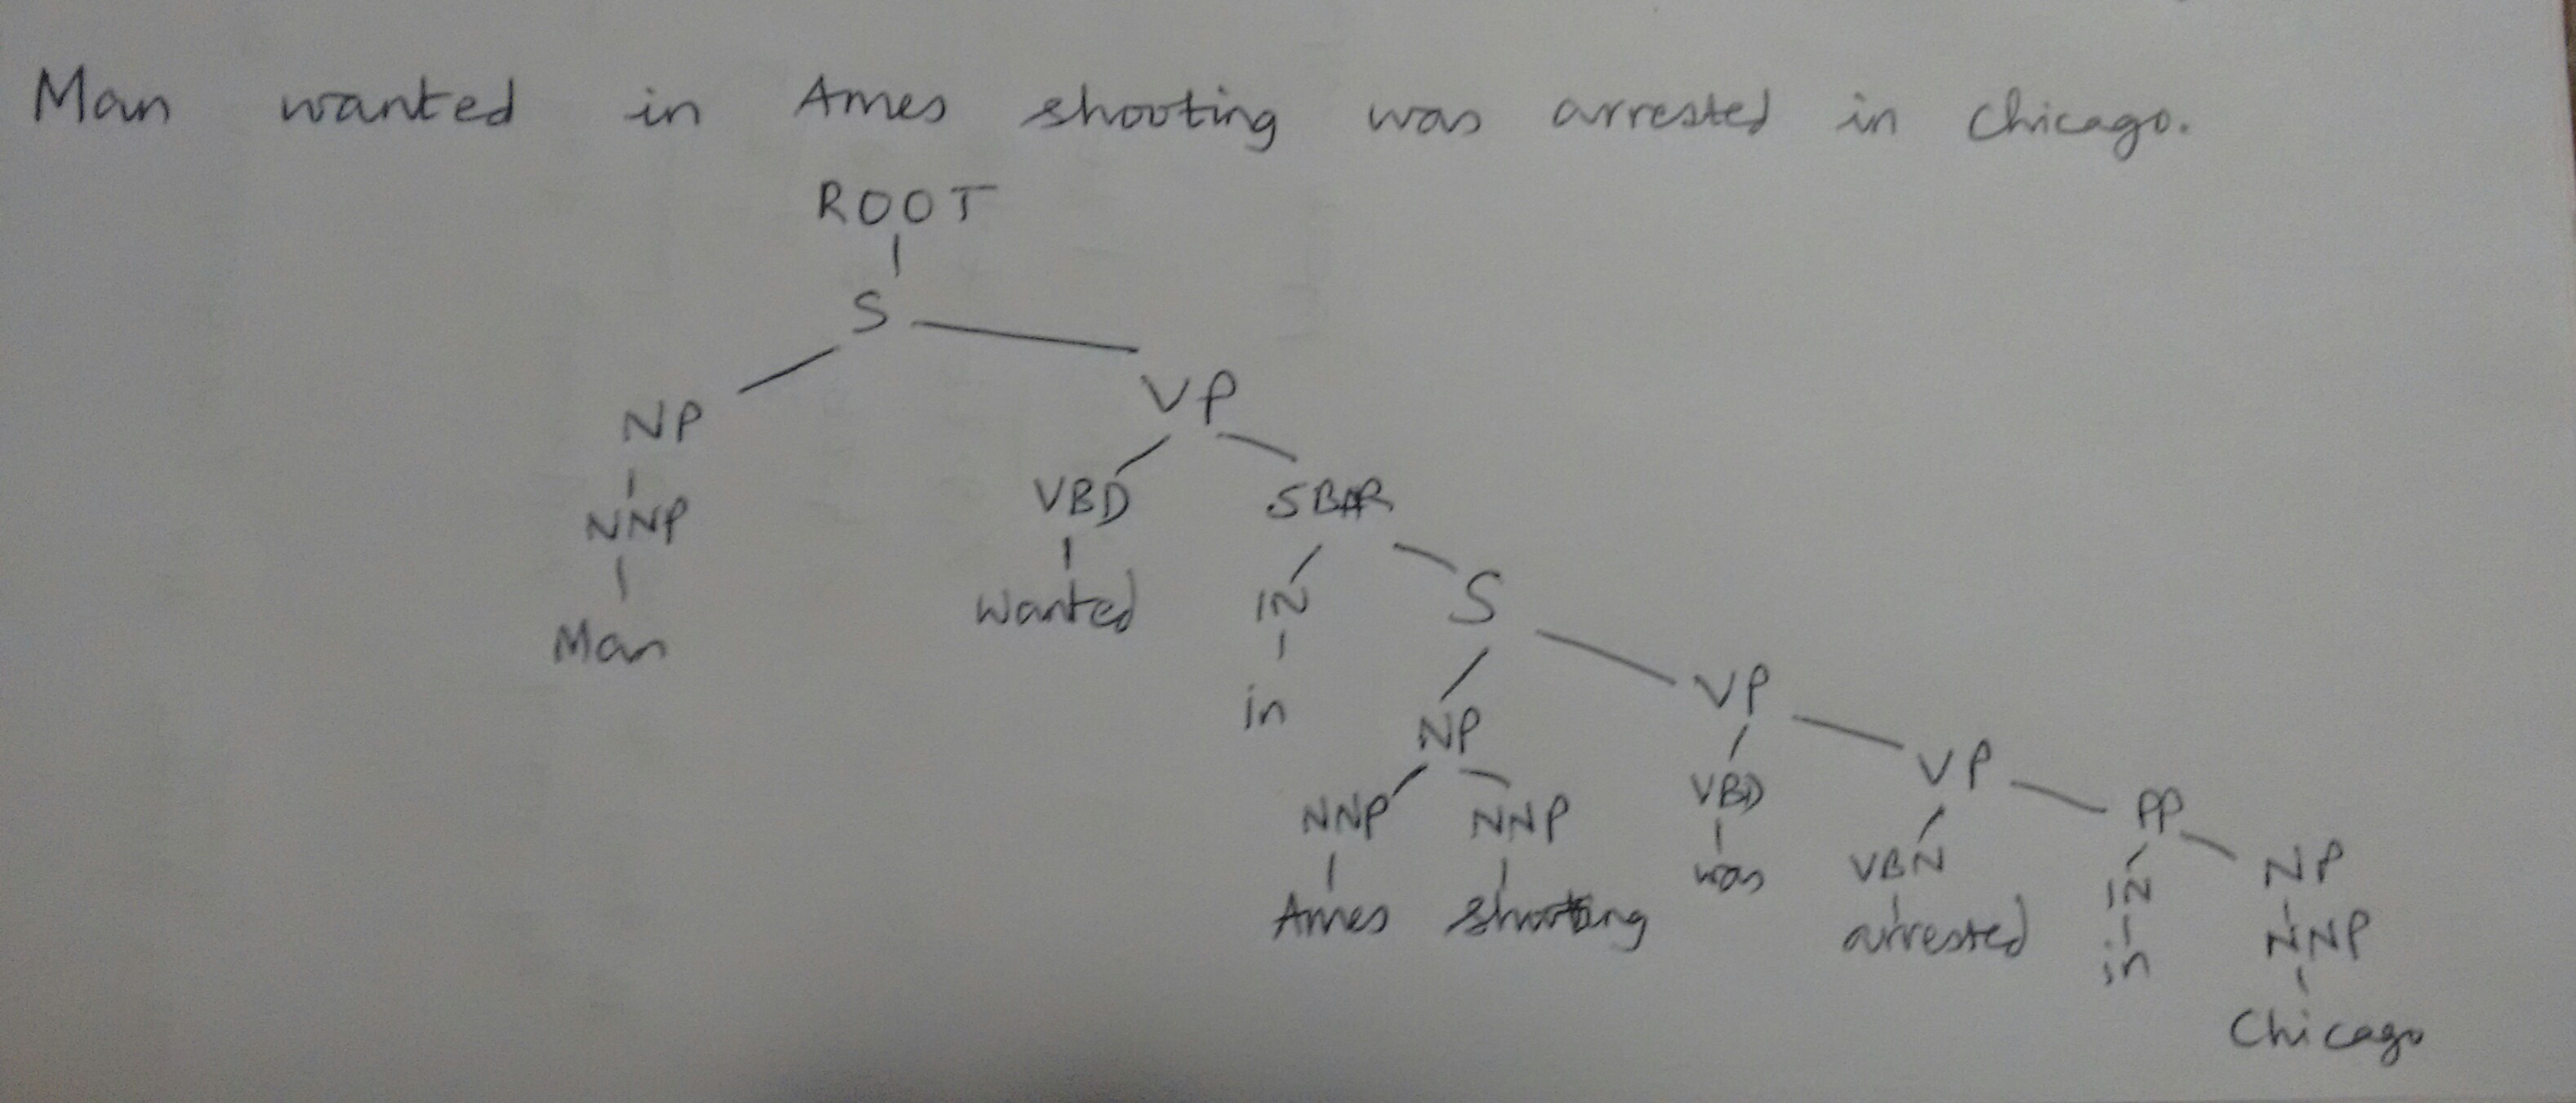 Man wanted in Ames shooting was arrested in Chicago.
ROOT
S
NP VP
NNP VBD SBAR
Man wanted IN S
in NP VP
NNP NNP VBD VP
Ames shooting was VBN PP
arrested IN NP
in NNP
Chicago